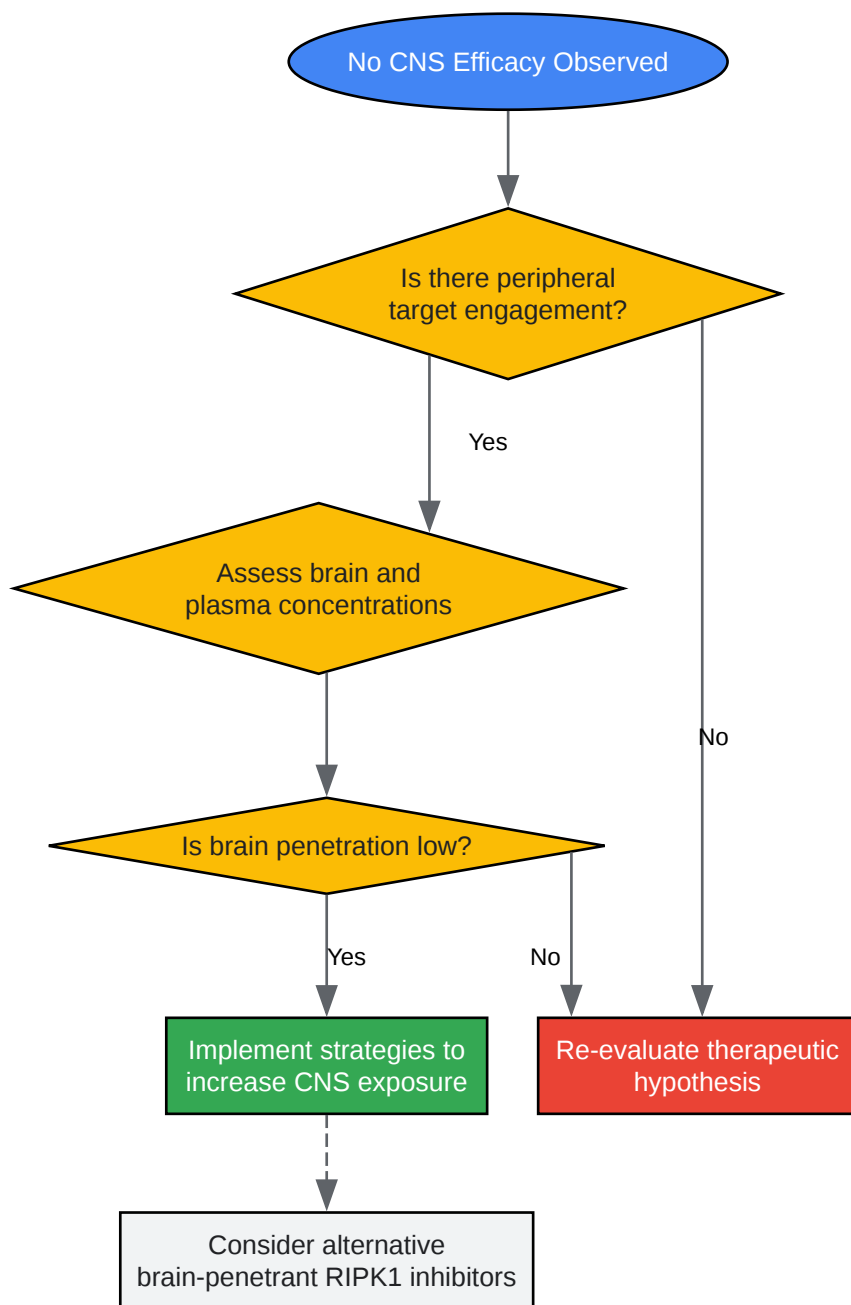 No CNS Efficacy Observed
Is there peripheral
target engagement?
Yes
Assess brain and
plasma concentrations
No
Is brain penetration low?
Yes
No
Implement strategies to
increase CNS exposure
Re-evaluate therapeutic
hypothesis
Consider alternative
brain-penetrant RIPK1 inhibitors